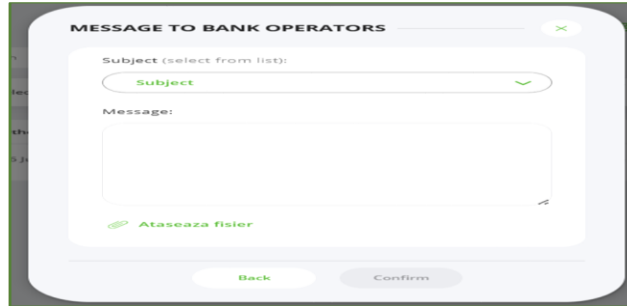 MESSAGE TO BANK OPERATORS
Subject (select from list):
Subject
Message:
Ataseaza fisier
Back
Confirm